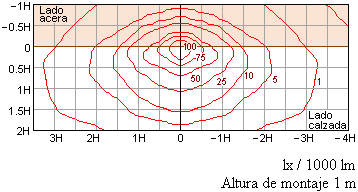 -1H
Lado
acera
-0.5H
0
100
75
0.5H
50
25
10
5
1
1H
1.5H
Lado
calzada
2H
3H 2H 1H 0 -1H -2H -3H -4H
lx / 1000 lm
Altura de montaje 1 m